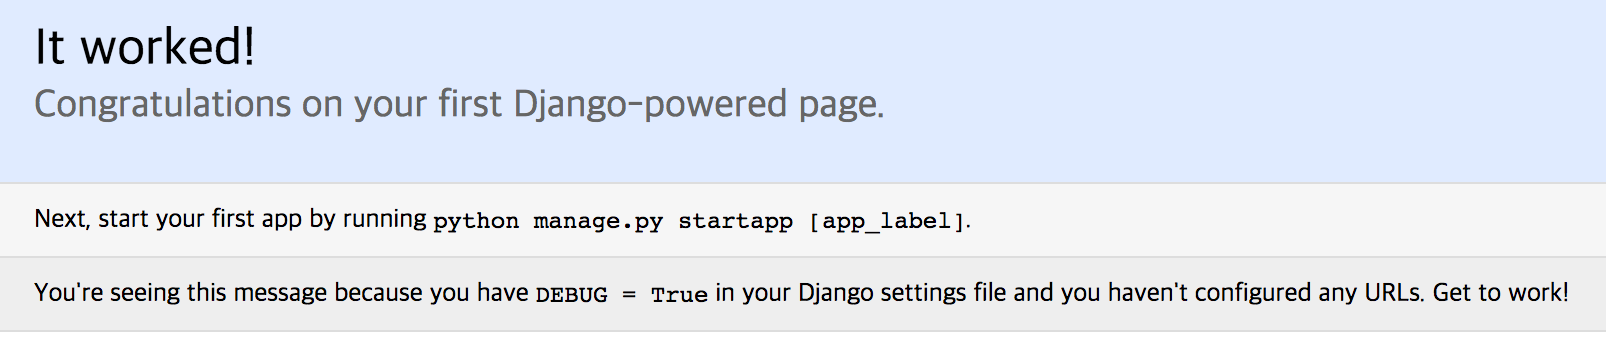 It worked!
Congratulations on your first Django-powered page.
Next, start your first app by running python manage.py startapp [app_label].
You're seeing this message because you have DEBUG = True in your Django settings file and you haven't configured any URLs. Get to work!